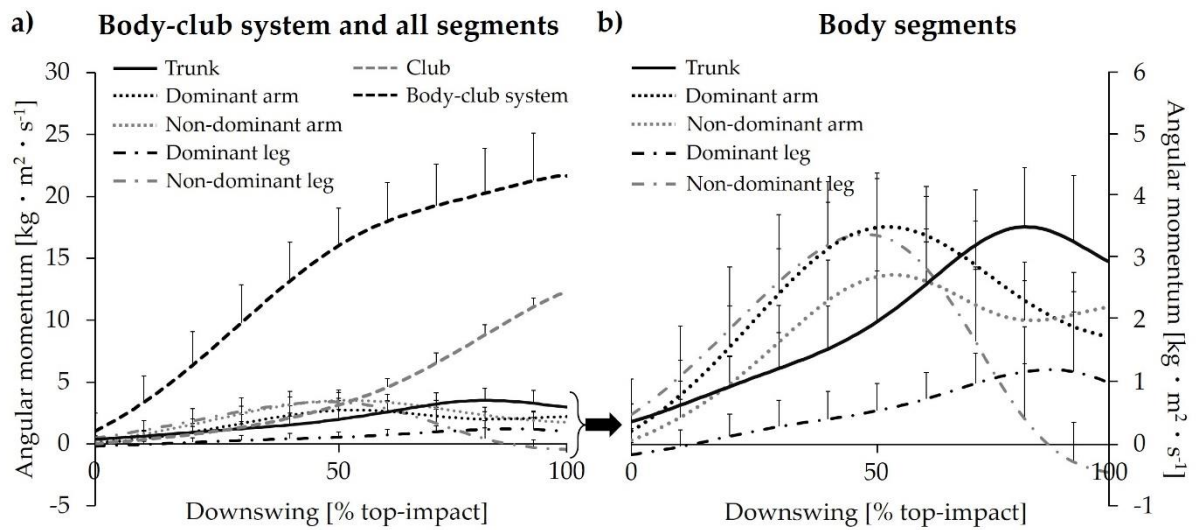 a) Body-club system and all segments
Trunk
Dominant arm
Non-dominant arm
Dominant leg
Non-dominant leg
Club
Body-club system
Angular momentum [kg · m² · s⁻¹]
30
25
20
15
10
5
0
-5
0
50
100
Downswing [% top-impact]
b) Body segments
Trunk
Dominant arm
Non-dominant arm
Dominant leg
Non-dominant leg
6
5
4
3
2
1
0
-1
Angular momentum [kg · m² · s⁻¹]
0
50
100
Downswing [% top-impact]